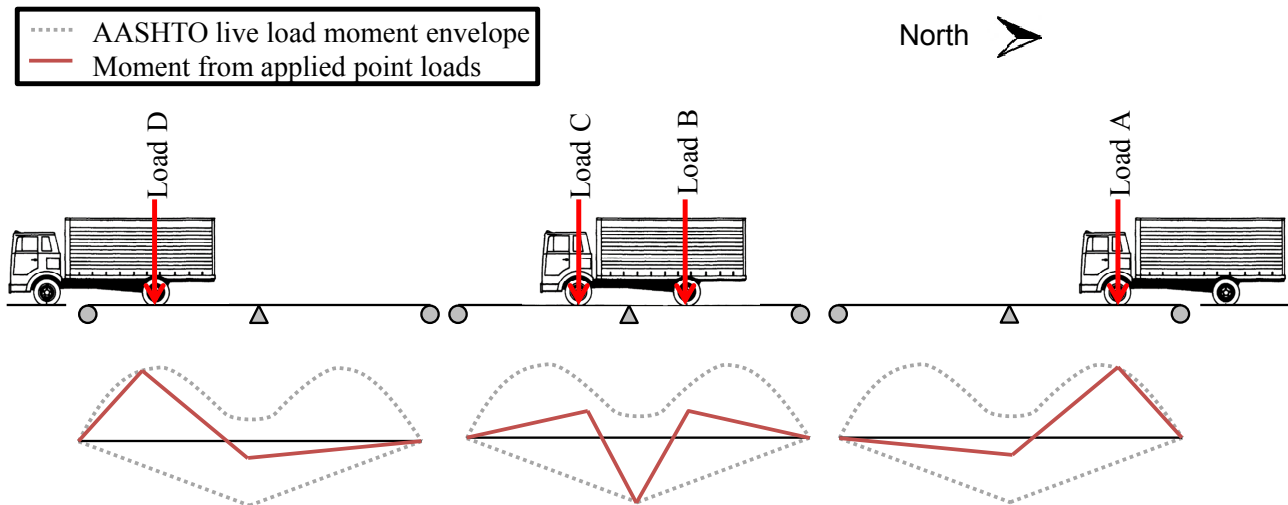 AASHTO live load moment envelope
Moment from applied point loads
North
Load D
Load C
Load B
Load A